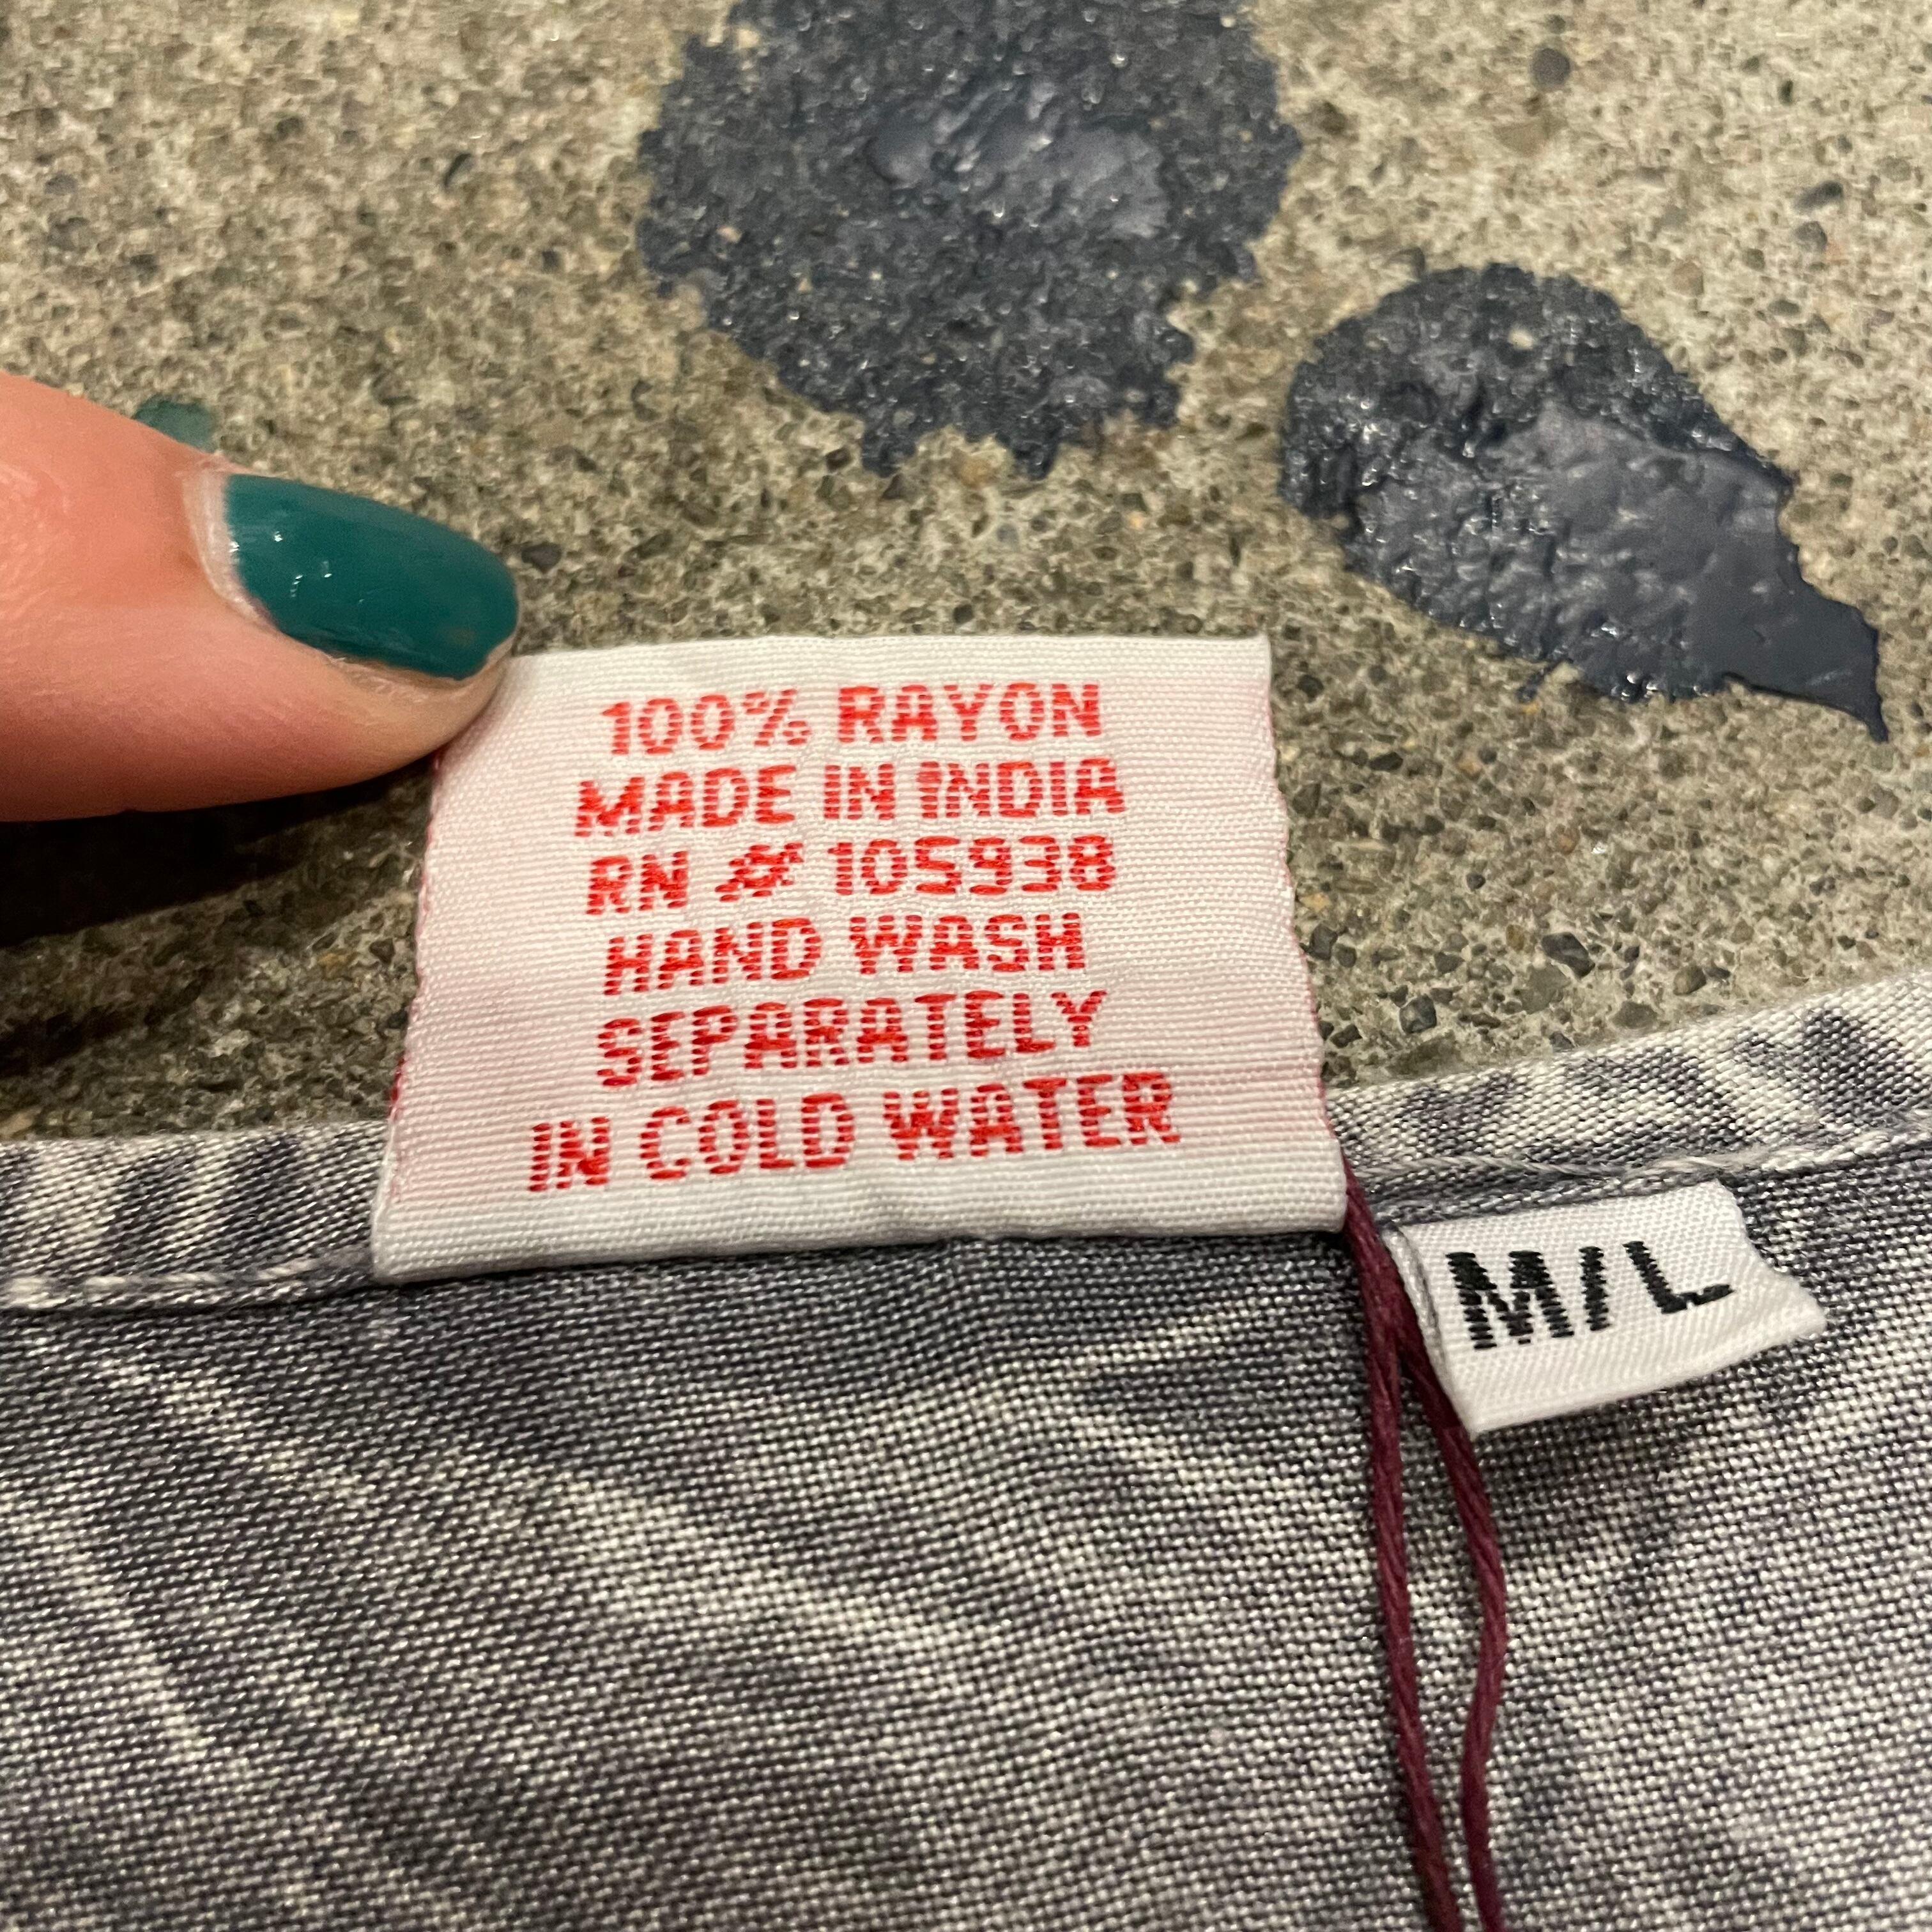 100% RAYON
MADE IN INDIA
RN # 105938
HAND WASH
SEPARATELY
IN COLD WATER
M/L